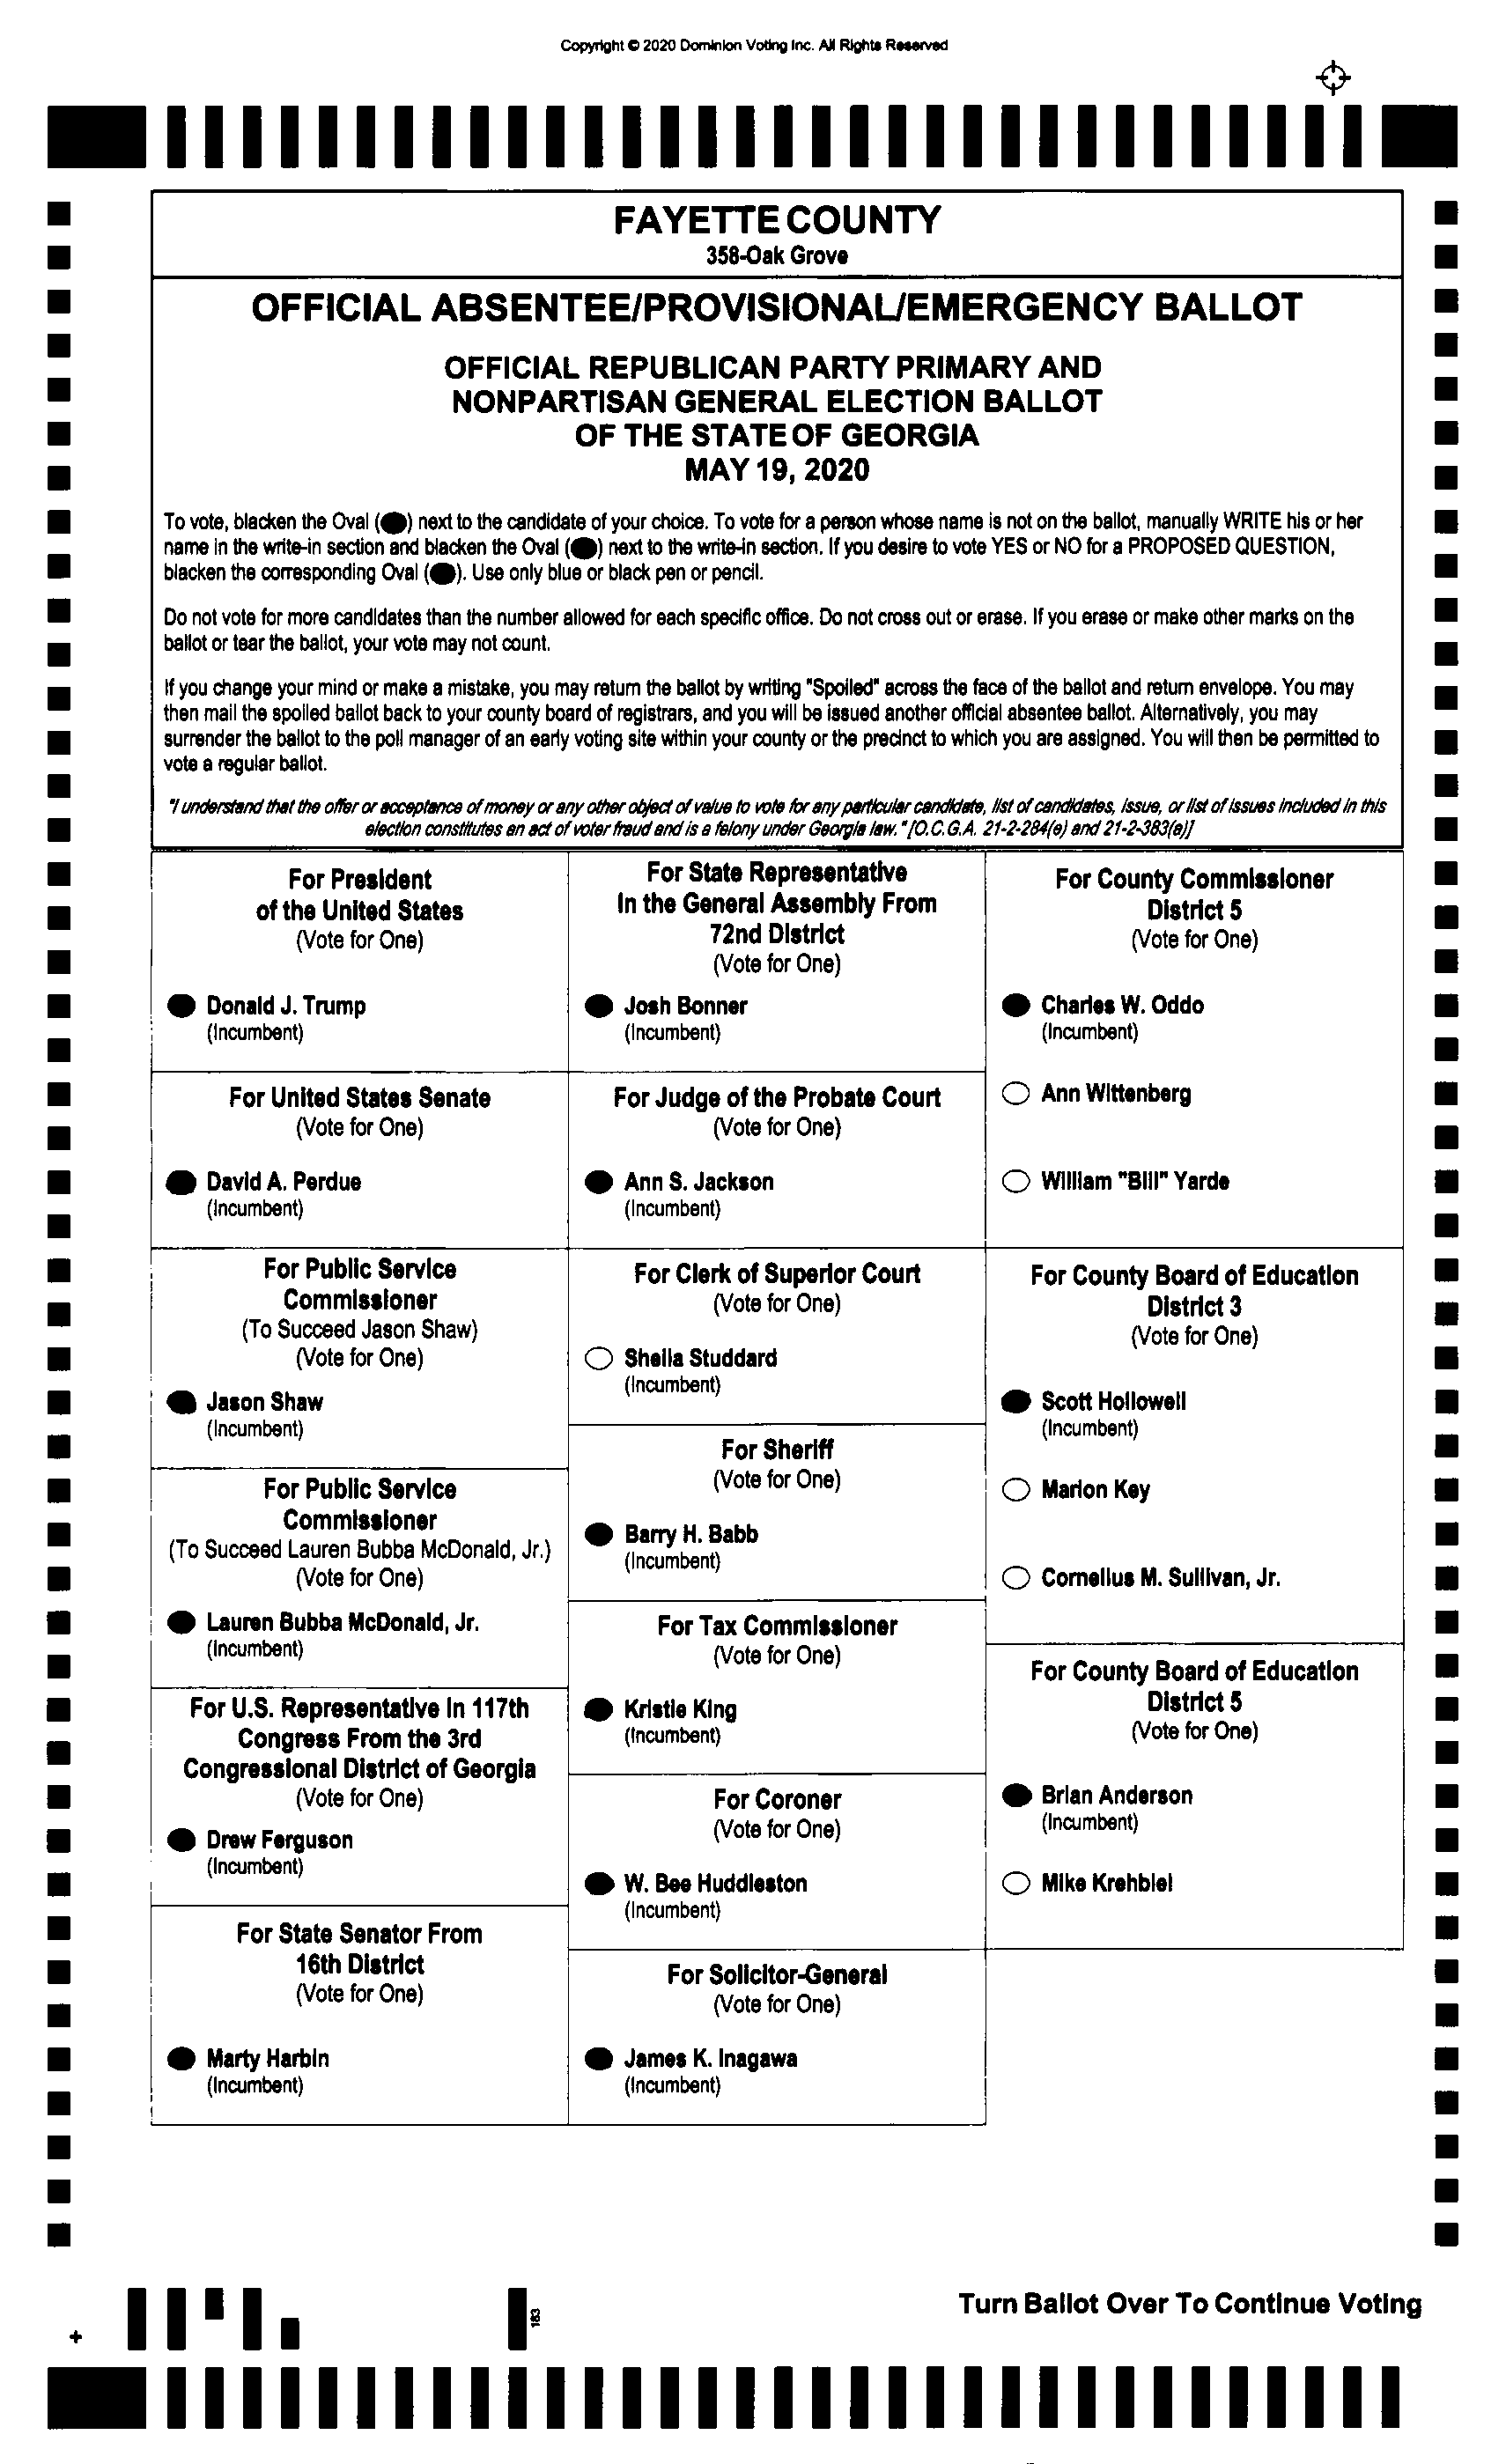 Copyright © 2020 Dominion Voting Inc. All Rights Reserved
FAYETTE COUNTY
358-Oak Grove
OFFICIAL ABSENTEE/PROVISIONAL/EMERGENCY BALLOT
OFFICIAL REPUBLICAN PARTY PRIMARY AND
NONPARTISAN GENERAL ELECTION BALLOT
OF THE STATE OF GEORGIA
MAY 19, 2020
To vote, blacken the Oval ( ) next to the candidate of your choice. To vote for a person whose name is not on the ballot, manually WRITE his or her
name in the write-in section and blacken the Oval ( ) next to the write-in section. If you desire to vote YES or NO for a PROPOSED QUESTION,
blacken the corresponding Oval ( ). Use only blue or black pen or pencil.
Do not vote for more candidates than the number allowed for each specific office. Do not cross out or erase. If you erase or make other marks on the
ballot or tear the ballot, your vote may not count.
If you change your mind or make a mistake, you may return the ballot by writing "Spoiled" across the face of the ballot and return envelope. You may
then mail the spoiled ballot back to your county board of registrars, and you will be issued another official absentee ballot. Alternatively, you may
surrender the ballot to the poll manager of an early voting site within your county or the precinct to which you are assigned. You will then be permitted to
vote a regular ballot.
"I understand that the offer or acceptance of money or any other object of value to vote for any particular candidate, list of candidates, issue, or list of issues included in this
election constitutes an act of voter fraud and is a felony under Georgia law." [O.C.G.A. 21-2-284(e) and 21-2-383(a)]
For President
of the United States
(Vote for One)
Donald J. Trump
(Incumbent)
For United States Senate
(Vote for One)
David A. Perdue
(Incumbent)
For Public Service
Commissioner
(To Succeed Jason Shaw)
(Vote for One)
Jason Shaw
(Incumbent)
For Public Service
Commissioner
(To Succeed Lauren Bubba McDonald, Jr.)
(Vote for One)
Lauren Bubba McDonald, Jr.
(Incumbent)
For U.S. Representative in 117th
Congress From the 3rd
Congressional District of Georgia
(Vote for One)
Drew Ferguson
(Incumbent)
For State Senator From
16th District
(Vote for One)
Marty Harbin
(Incumbent)
For State Representative
In the General Assembly From
72nd District
(Vote for One)
Josh Bonner
(Incumbent)
For Judge of the Probate Court
(Vote for One)
Ann S. Jackson
(Incumbent)
For Clerk of Superior Court
(Vote for One)
Sheila Studdard
(Incumbent)
For Sheriff
(Vote for One)
Barry H. Babb
(Incumbent)
For Tax Commissioner
(Vote for One)
Kristie King
(Incumbent)
For Coroner
(Vote for One)
W. Bee Huddleston
(Incumbent)
For Solicitor-General
(Vote for One)
James K. Inagawa
(Incumbent)
For County Commissioner
District 5
(Vote for One)
Charles W. Oddo
(Incumbent)
Ann Wittenberg
William "Bill" Yarde
For County Board of Education
District 3
(Vote for One)
Scott Hollowell
(Incumbent)
Marion Key
Cornelius M. Sullivan, Jr.
For County Board of Education
District 5
(Vote for One)
Brian Anderson
(Incumbent)
Mike Krehbiel
183
Turn Ballot Over To Continue Voting